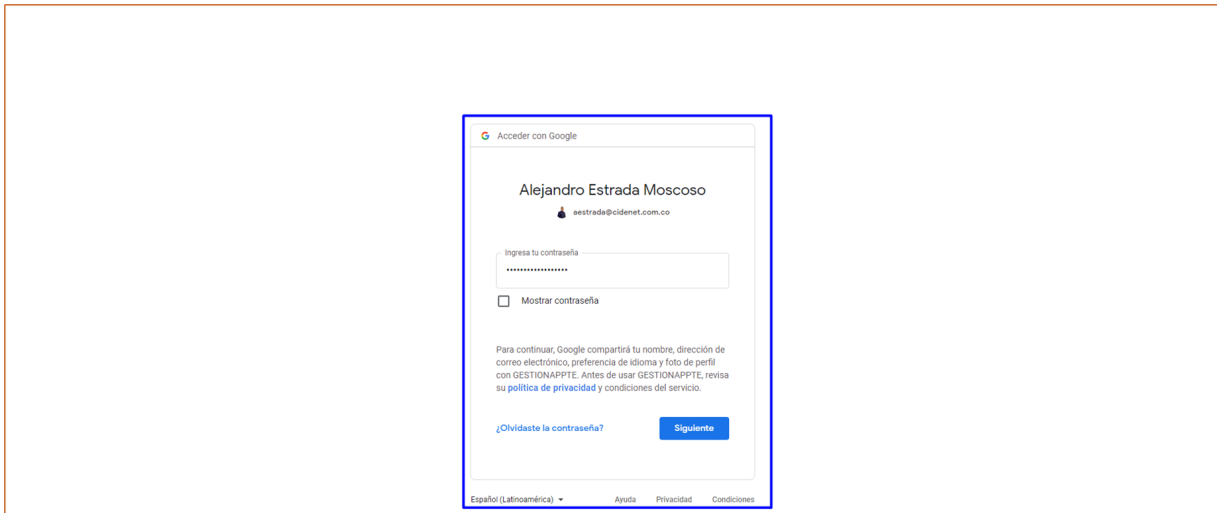 Acceder con Google
Alejandro Estrada Moscoso
aestrada@cidenet.com.co
Ingresa tu contraseña
••••••••••••••••••
Mostrar contraseña
Para continuar, Google compartirá tu nombre, dirección de
correo electrónico, preferencia de idioma y foto de perfil
con GESTIONAPPTE. Antes de usar GESTIONAPPTE, revisa
su política de privacidad y condiciones del servicio.
¿Olvidaste la contraseña? Siguiente
Español (Latinoamérica) Ayuda Privacidad Condiciones